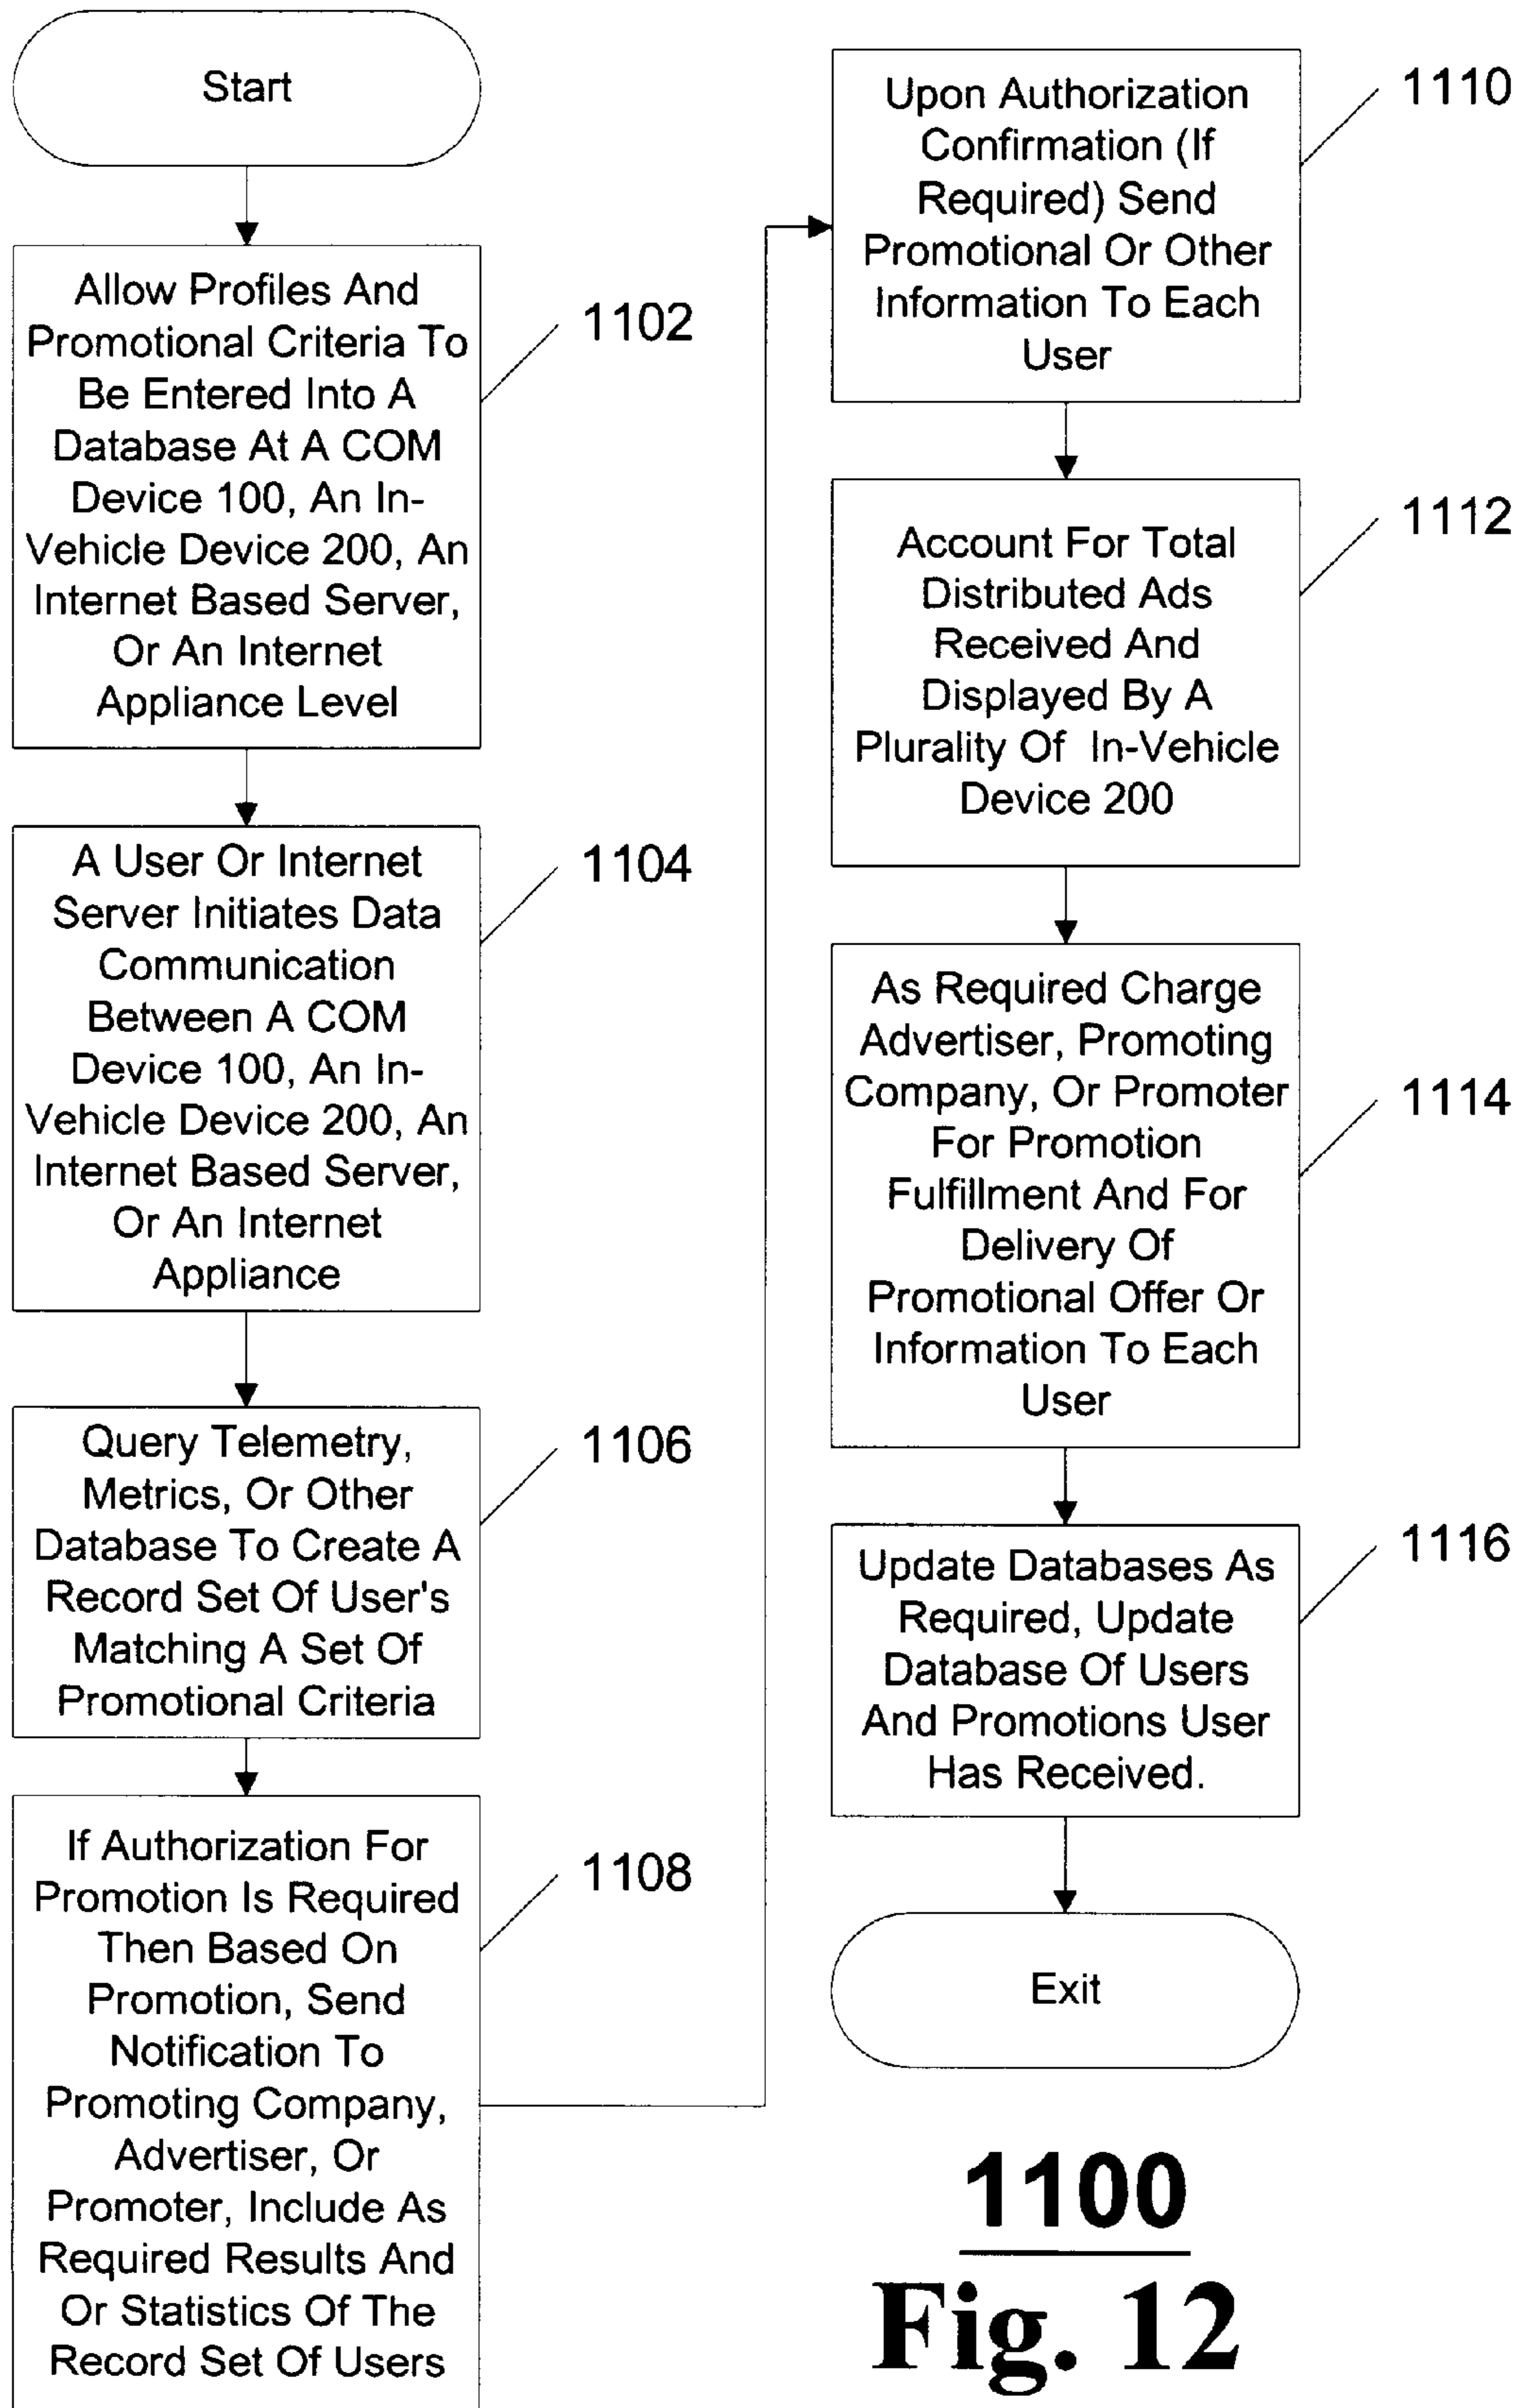 Start
Allow Profiles And
Promotional Criteria To
Be Entered Into A
Database At A COM
Device 100, An In-
Vehicle Device 200, An
Internet Based Server,
Or An Internet
Appliance Level
1102
A User Or Internet
Server Initiates Data
Communication
Between A COM
Device 100, An In-
Vehicle Device 200, An
Internet Based Server,
Or An Internet
Appliance
1104
Query Telemetry,
Metrics, Or Other
Database To Create A
Record Set Of User's
Matching A Set Of
Promotional Criteria
1106
If Authorization For
Promotion Is Required
Then Based On
Promotion, Send
Notification To
Promoting Company,
Advertiser, Or
Promoter, Include As
Required Results And
Or Statistics Of The
Record Set Of Users
1108
Upon Authorization
Confirmation (If
Required) Send
Promotional Or Other
Information To Each
User
1110
Account For Total
Distributed Ads
Received And
Displayed By A
Plurality Of In-Vehicle
Device 200
1112
As Required Charge
Advertiser, Promoting
Company, Or Promoter
For Promotion
Fulfillment And For
Delivery Of
Promotional Offer Or
Information To Each
User
1114
Update Databases As
Required, Update
Database Of Users
And Promotions User
Has Received.
1116
Exit
1100
Fig. 12